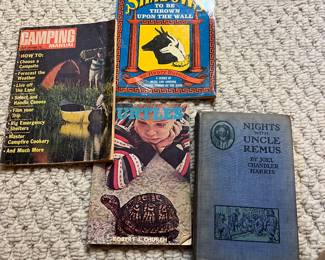 CAMPING
MANUAL
HOW TO:
• Choose a
Campsite
• Forecast the
Weather
• Live off
the Land
• Select and
Handle Canoes
• Film your
Trip
• Rig Emergency
Shelters
• Master
Campfire Cookery
• And Much More
SHADOWS
TO BE
THROWN
UPON THE WALL
TURTLES
ROBERT L. CHURCH
NIGHTS
WITH
UNCLE
REMUS
BY JOEL
CHANDLER
HARRIS